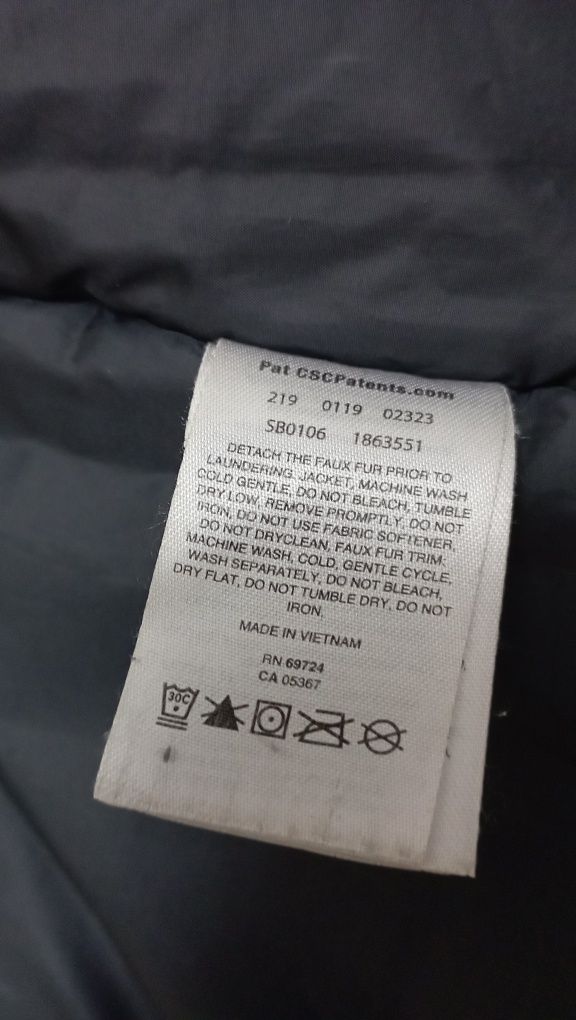 Pat CSCPatents.com
219 0119 02323
SB0106 1863551
DETACH THE FAUX FUR PRIOR TO
LAUNDERING. JACKET, MACHINE WASH
COLD GENTLE, DO NOT BLEACH, TUMBLE
DRY LOW, REMOVE PROMPTLY, DO NOT
IRON, DO NOT USE FABRIC SOFTENER,
DO NOT DRYCLEAN, FAUX FUR TRIM:
MACHINE WASH, COLD, GENTLE CYCLE,
WASH SEPARATELY, DO NOT BLEACH,
DRY FLAT, DO NOT TUMBLE DRY, DO NOT
IRON.
MADE IN VIETNAM
RN 69724
CA 05367
30C